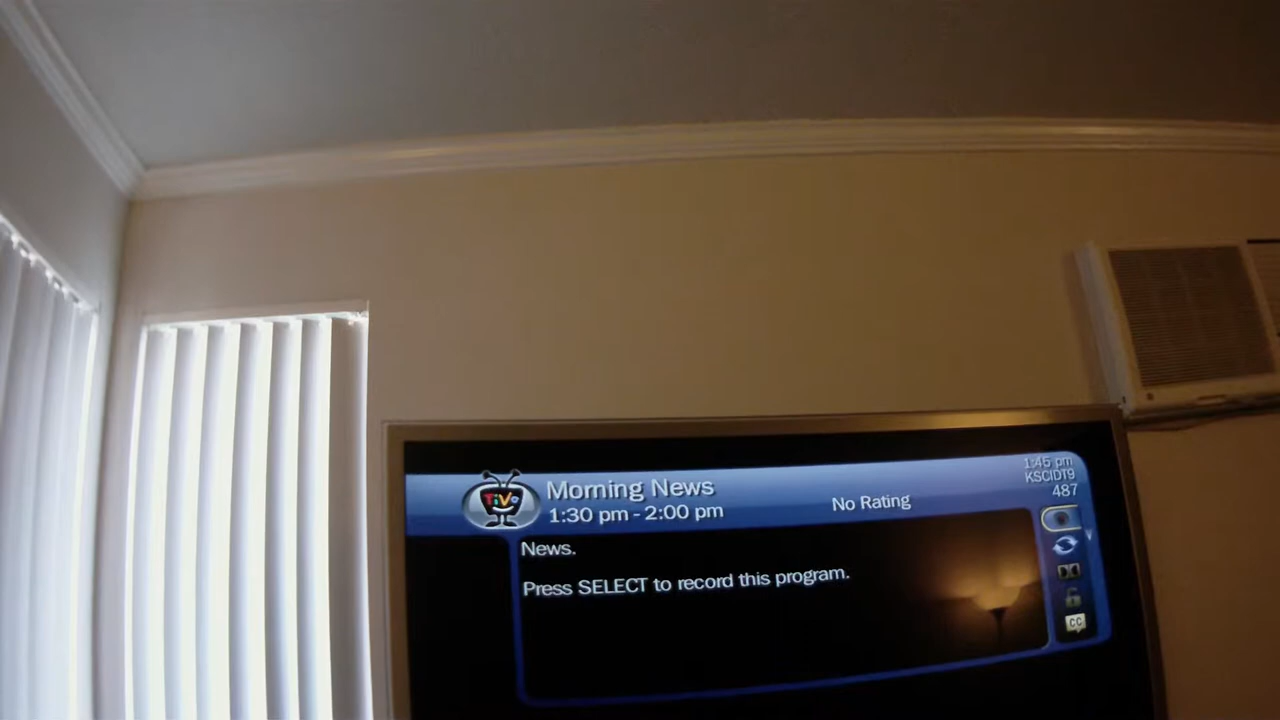 TiVo
Morning News
1:30 pm - 2:00 pm
No Rating
1:45 pm
KSCIDT9
487
News.
Press SELECT to record this program.
CC